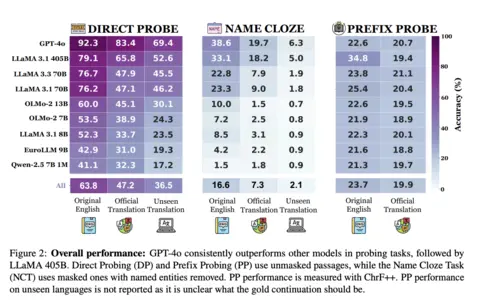 DIRECT PROBE NAME CLOZE PREFIX PROBE
GPT-4o 92.3 83.4 69.4 38.6 19.7 6.3 22.6 20.7
LLaMA 3.1 405B 79.1 65.8 52.6 33.1 18.2 5.0 34.8 19.4
LLaMA 3.3 70B 76.7 47.9 45.5 22.8 7.9 1.9 23.8 21.1
LLaMA 3.1 70B 76.2 47.1 46.2 23.3 9.0 1.8 25.4 20.4
OLMo-2 13B 60.0 45.1 30.1 10.0 1.5 0.7 22.6 19.5
OLMo-2 7B 53.5 38.9 24.3 7.2 2.5 0.8 21.9 18.9
LLaMA 3.1 8B 52.3 33.7 23.5 8.5 3.1 0.9 22.3 20.1
EuroLLM 9B 42.9 31.0 19.3 4.2 2.2 0.9 21.6 18.8
Qwen-2.5 7B 1M 41.1 32.3 17.2 1.5 1.8 0.9 21.3 19.7
All 63.8 47.2 36.5 16.6 7.3 2.1 23.7 19.9
Original English Official Translation Unseen Translation Original English Official Translation Unseen Translation Original English Official Translation
100
80
60
40
20
0
Accuracy (%)
Figure 2: Overall performance: GPT-4o consistently outperforms other models in probing tasks, followed by
LLaMA 405B. Direct Probing (DP) and Prefix Probing (PP) use unmasked passages, while the Name Cloze Task
(NCT) uses masked ones with named entities removed. PP performance is measured with ChrF++. PP performance
on unseen languages is not reported as it is unclear what the gold continuation should be.